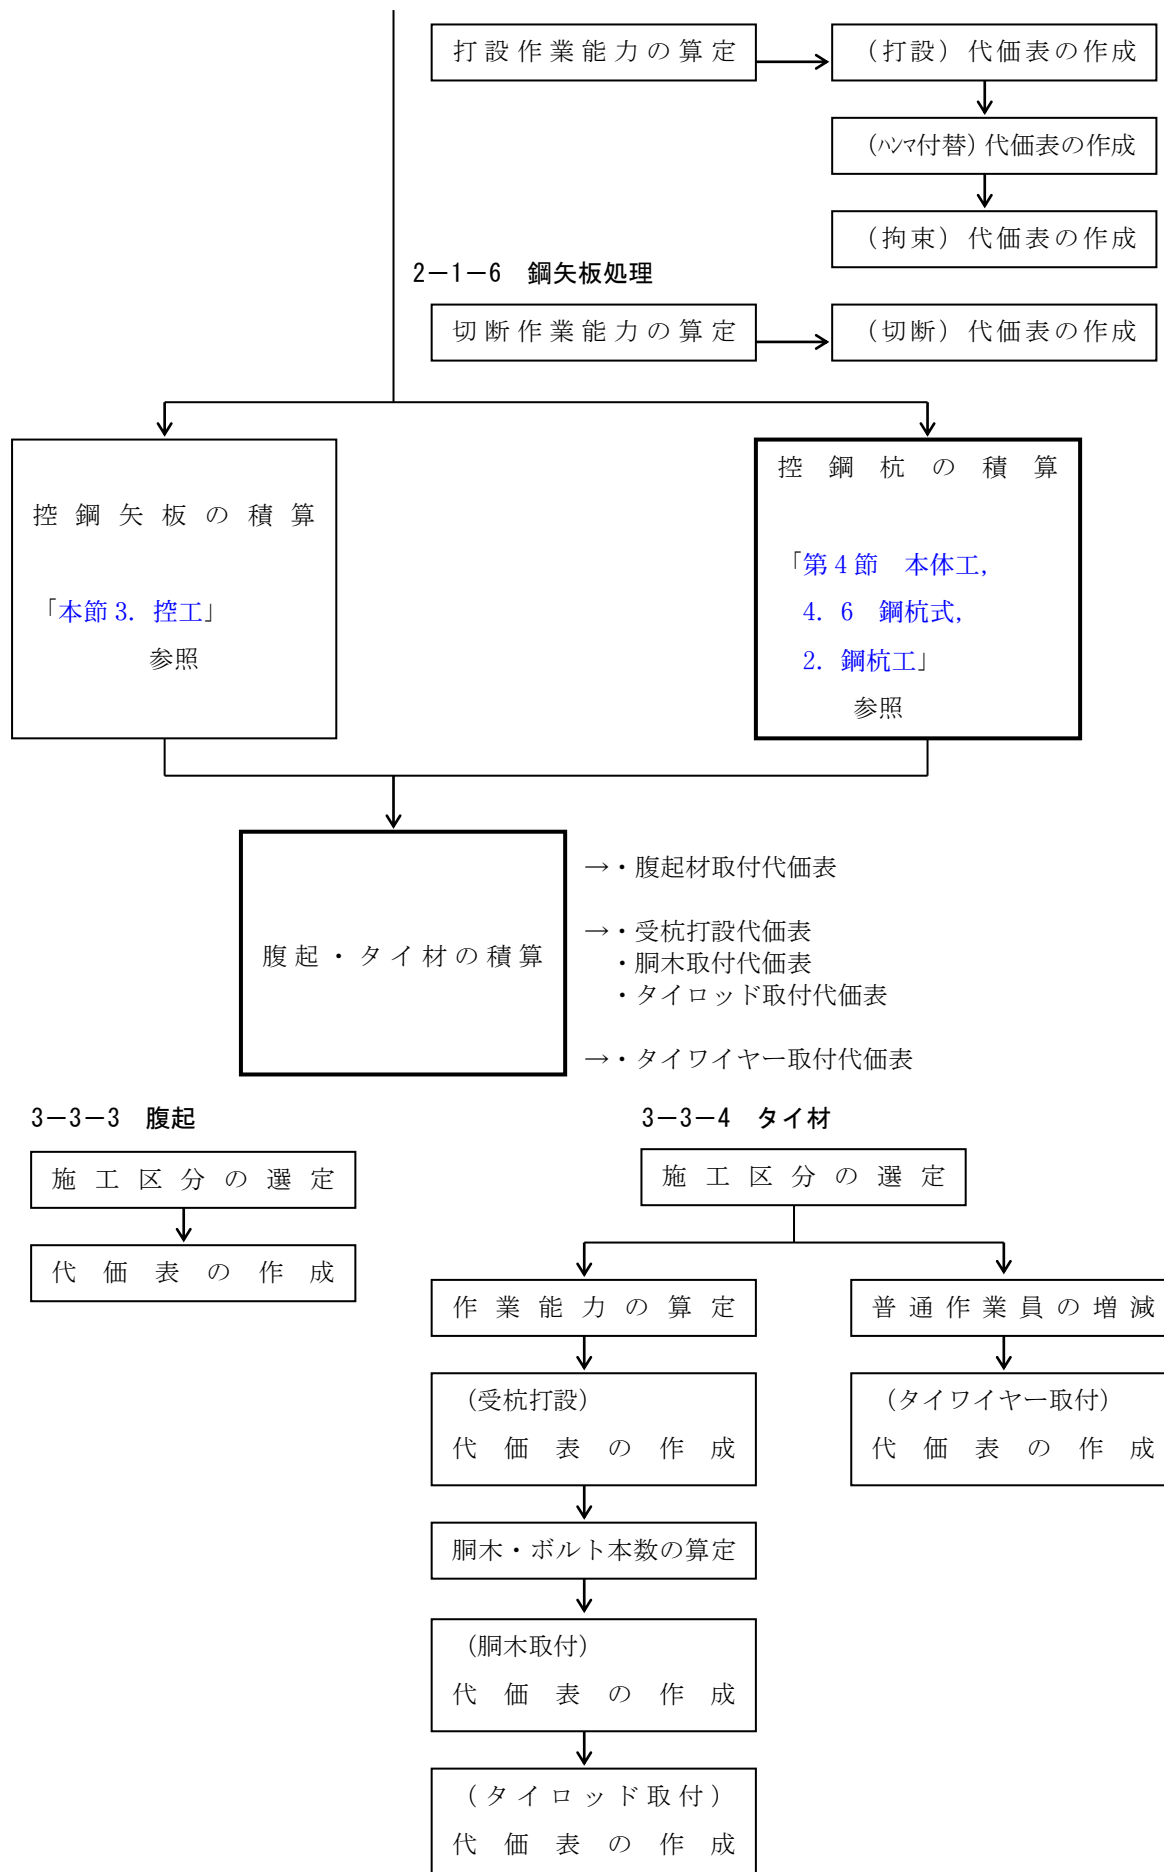 打設作業能力の算定
（打設）代価表の作成
（ﾊﾝﾏ付替）代価表の作成
（拘束）代価表の作成
2－1－6　鋼矢板処理
切断作業能力の算定
（切断）代価表の作成
控鋼矢板の積算
「本節3．控工」
参照
控鋼杭の積算
「第4節　本体工，
4．6　鋼杭式，
2．鋼杭工」
参照
腹起・タイ材の積算
→・腹起材取付代価表
→・受杭打設代価表
・胴木取付代価表
・タイロッド取付代価表
→・タイワイヤー取付代価表
3－3－3　腹起
施工区分の選定
代価表の作成
3－3－4　タイ材
施工区分の選定
作業能力の算定
（受杭打設）
代価表の作成
胴木・ボルト本数の算定
（胴木取付）
代価表の作成
（タイロッド取付）
代価表の作成
普通作業員の増減
（タイワイヤー取付）
代価表の作成